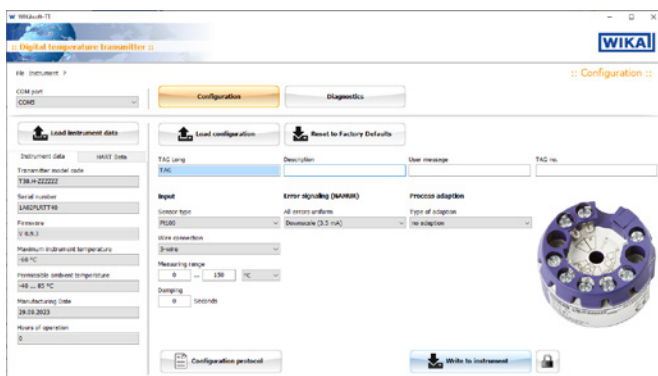 WIKAsoft-TT
:: Digital temperature transmitter ::
WIKA
File Instrument ?
:: Configuration ::
COM port
COM5
Configuration
Diagnostics
Load instrument data
Load configuration
Reset to Factory Defaults
Instrument data
HART Data
TAG Long
Description
User message
TAG no.
Transmitter model code
TAG
T38.H-ZZZZZZ
Serial number
Input
Error signaling (NAMUR)
Process adaption
Sensor type
All errors uniform
Type of adaption
Firmware
Pt100
Downscale (3.5 mA)
no adaption
V 0.9.3
Wire connection
Maximum instrument temperature
3-wire
-60 °C
Measuring range
Permissible ambient temperature
0 ... 150 °C
-40 ... 85 °C
Damping
Manufacturing Date
0 Seconds
29.09.2023
Hours of operation
0
Configuration protocol
Write to instrument